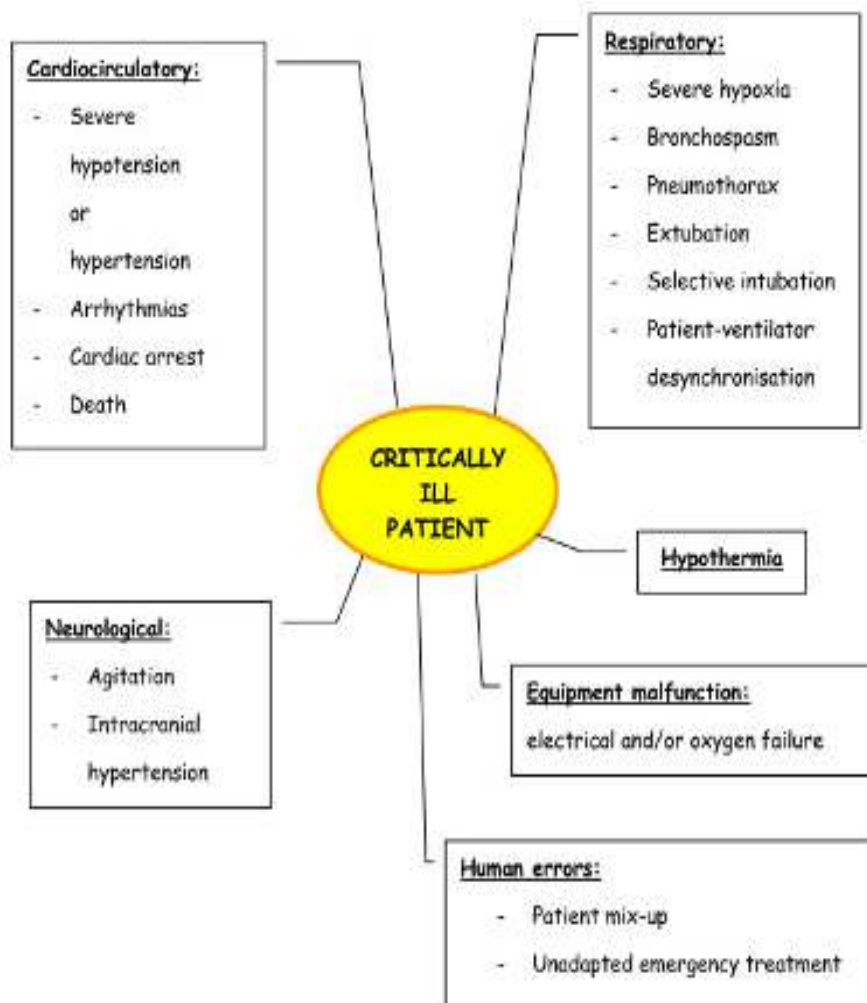 Cardiocirculatory:
- Severe
hypotension
or
hypertension
- Arrhythmias
- Cardiac arrest
- Death
Respiratory:
- Severe hypoxia
- Bronchospasm
- Pneumothorax
- Extubation
- Selective intubation
- Patient-ventilator
desynchronisation
CRITICALLY
ILL
PATIENT
Hypothermia
Neurological:
- Agitation
- Intracranial
hypertension
Equipment malfunction:
electrical and/or oxygen failure
Human errors:
- Patient mix-up
- Unadapted emergency treatment